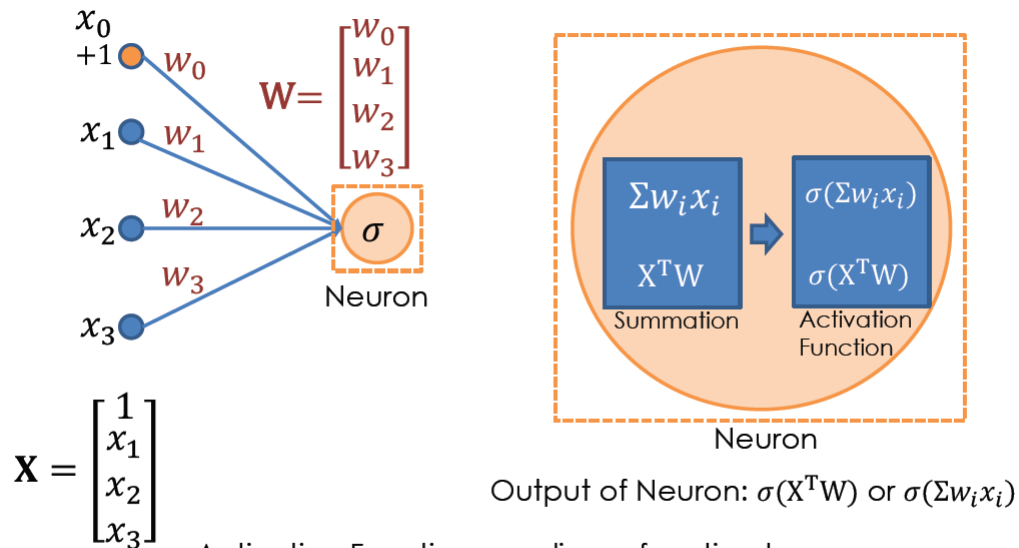 x₀
+1
w₀
x₁
w₁
x₂
w₂
x₃
w₃
W= [w₀ w₁ w₂ w₃]
σ
Neuron
X = [1 x₁ x₂ x₃]
Σwᵢxᵢ
XᵀW
Summation
σ(Σwᵢxᵢ)
σ(XᵀW)
Activation
Function
Neuron
Output of Neuron: σ(XᵀW) or σ(Σwᵢxᵢ)